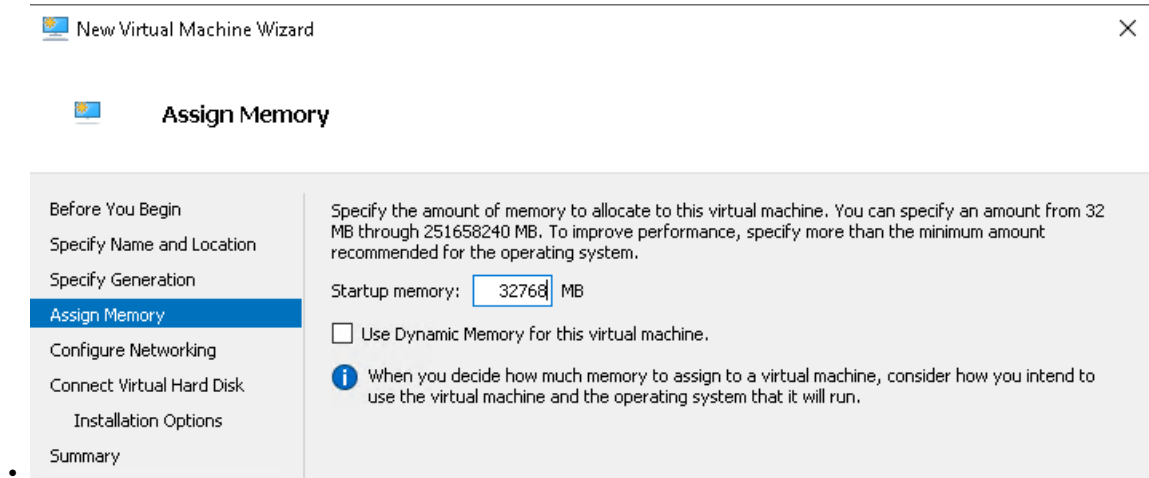 New Virtual Machine Wizard
Assign Memory
Before You Begin
Specify Name and Location
Specify Generation
Assign Memory
Configure Networking
Connect Virtual Hard Disk
Installation Options
Summary
Specify the amount of memory to allocate to this virtual machine. You can specify an amount from 32
MB through 251658240 MB. To improve performance, specify more than the minimum amount
recommended for the operating system.
Startup memory: 32768 MB
Use Dynamic Memory for this virtual machine.
When you decide how much memory to assign to a virtual machine, consider how you intend to
use the virtual machine and the operating system that it will run.